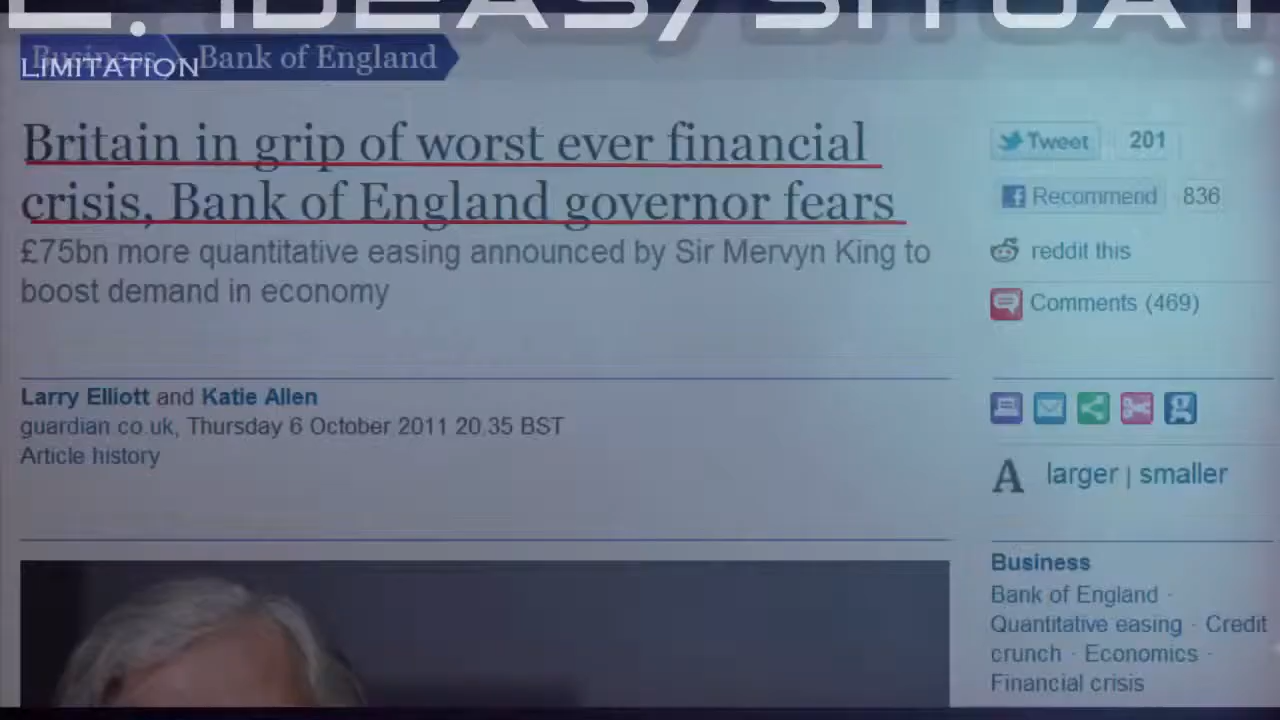 E. IDEAS/SITUAT
Business Bank of England
LIMITATION
Britain in grip of worst ever financial
crisis, Bank of England governor fears
£75bn more quantitative easing announced by Sir Mervyn King to
boost demand in economy
Larry Elliott and Katie Allen
guardian.co.uk, Thursday 6 October 2011 20.35 BST
Article history
Tweet 201
Recommend 836
reddit this
Comments (469)
A larger | smaller
Business
Bank of England ·
Quantitative easing · Credit
crunch · Economics ·
Financial crisis